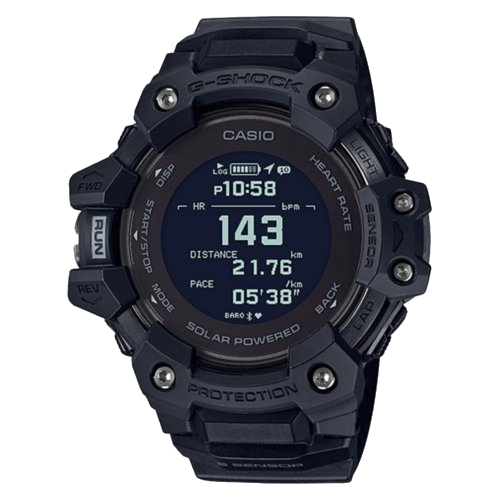 G-SHOCK
CASIO
DISP
LIGHT
LOG 10
P10:58
HEART RATE
FWD
HR bpm
143
SENSOR
RUN
START/STOP
DISTANCE km
21.76
PACE /km
05'38"
REV
MODE
BACK
LAP
BARO
SOLAR POWERED
PROTECTION
SENSOR